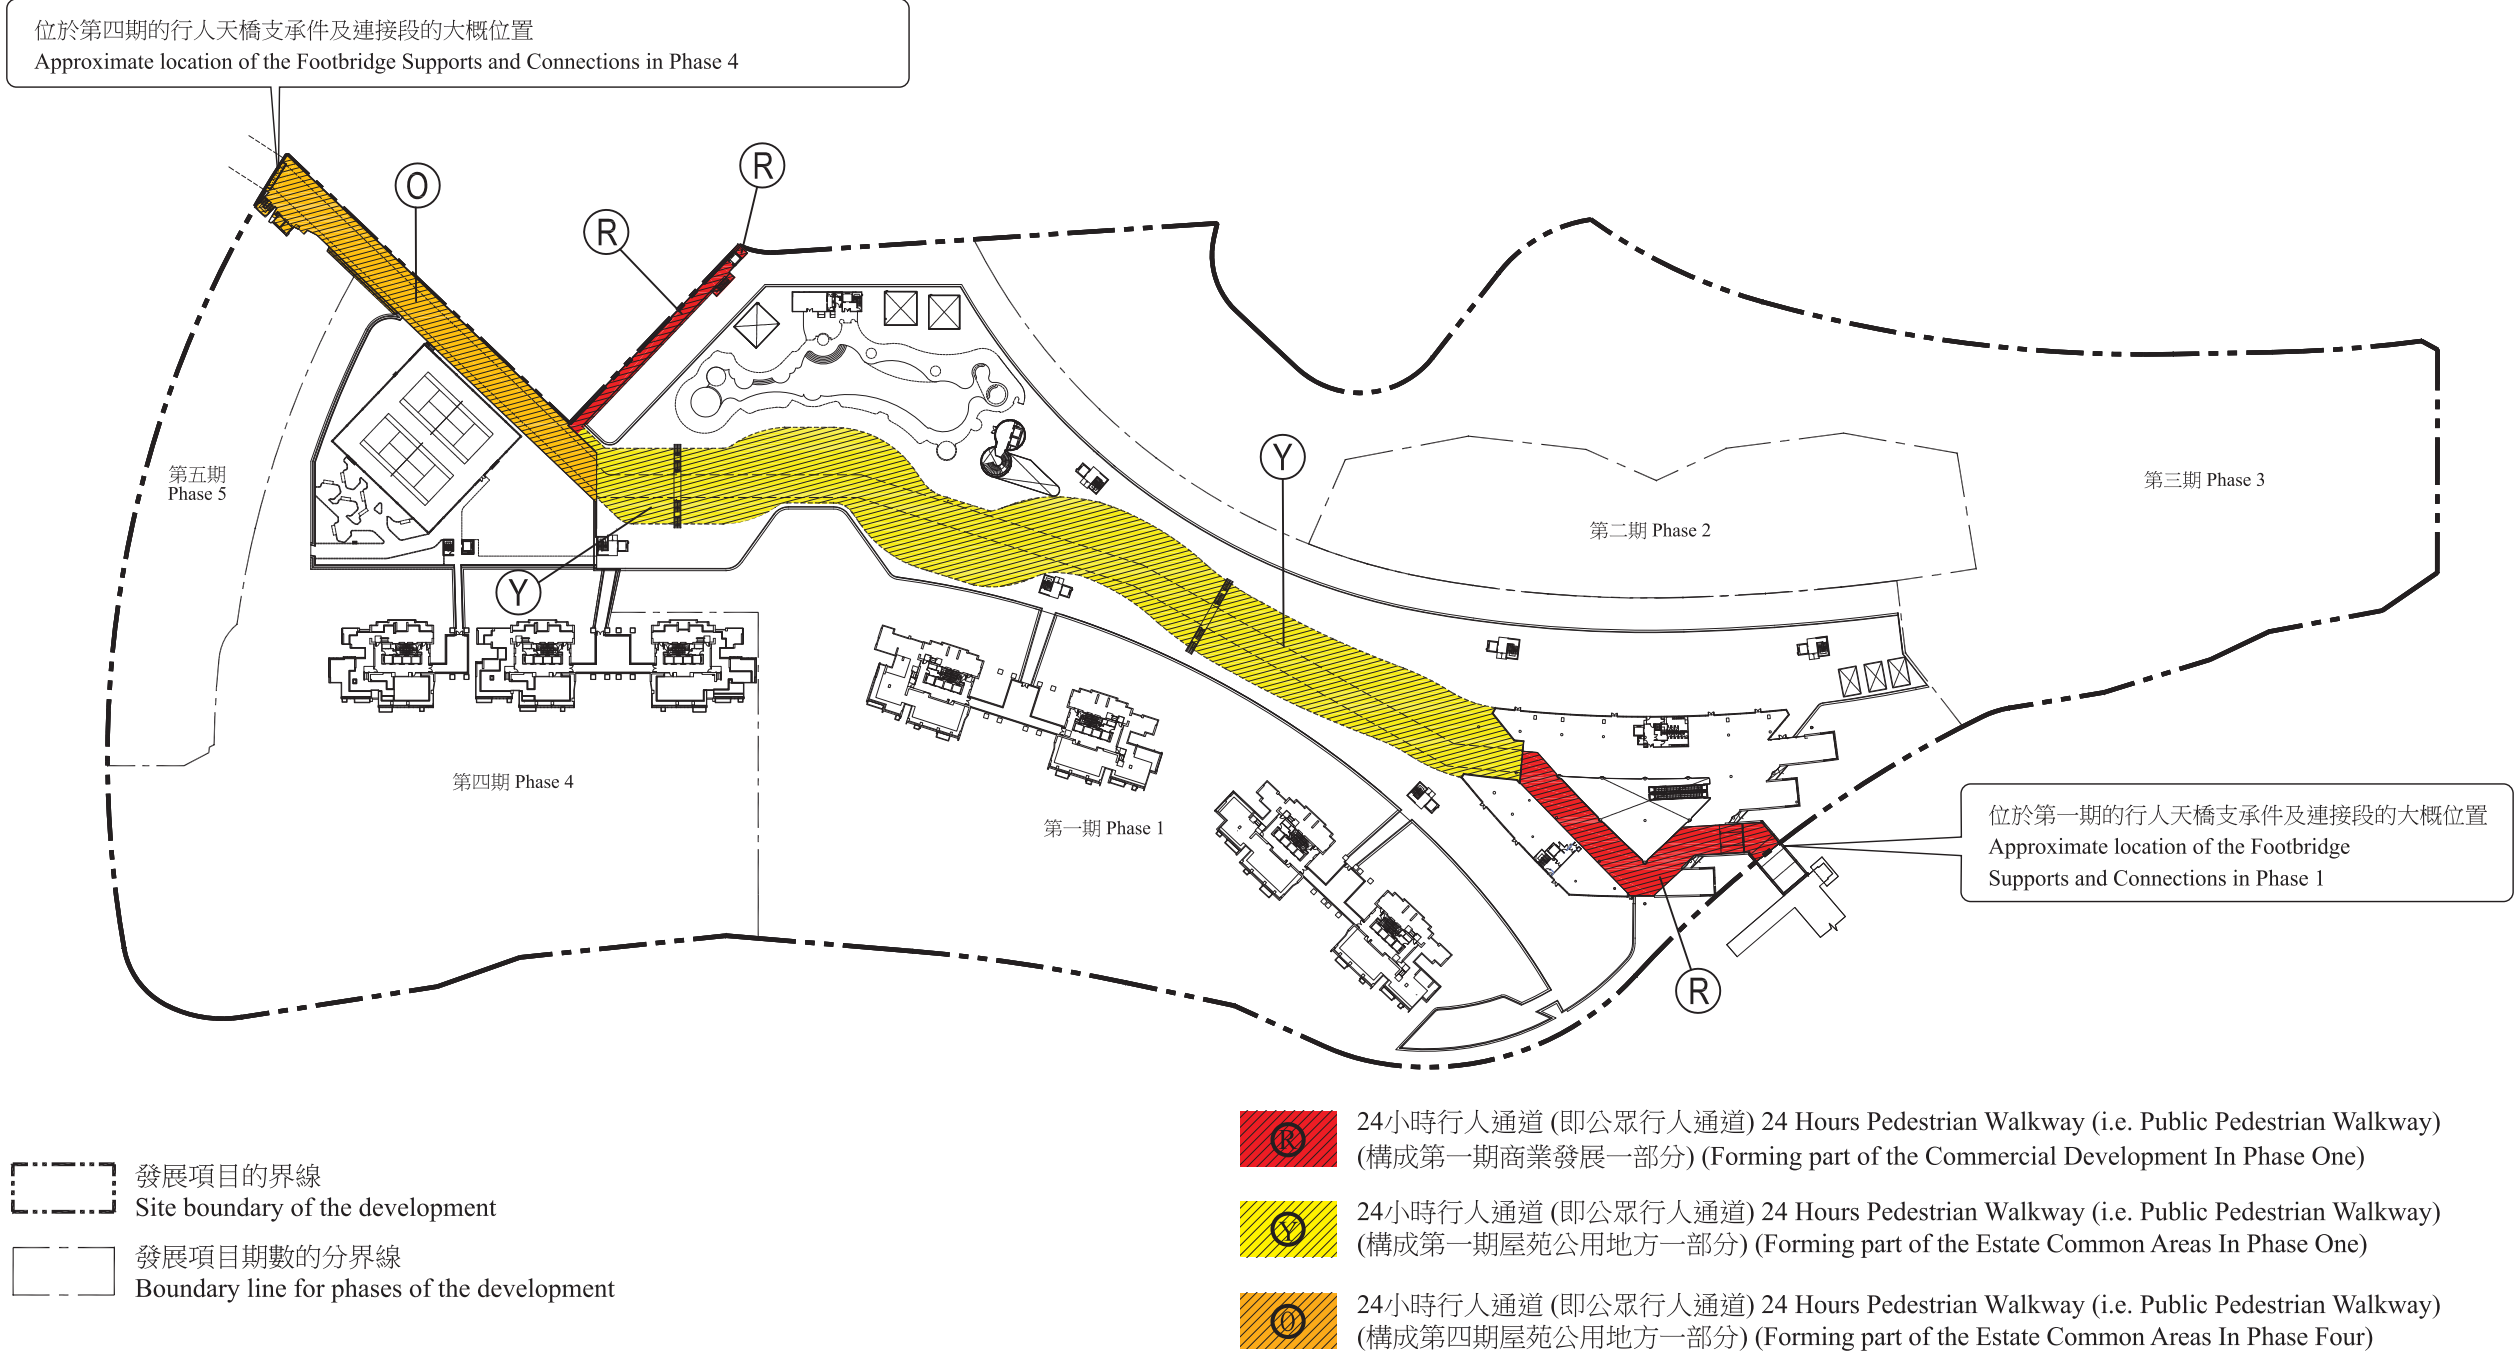 位於第四期的行人天橋支承件及連接段的大概位置
Approximate location of the Footbridge Supports and Connections in Phase 4
O
R
R
Y
第五期
Phase 5
第三期 Phase 3
第二期 Phase 2
Y
第四期 Phase 4
第一期 Phase 1
位於第一期的行人天橋支承件及連接段的大概位置
Approximate location of the Footbridge
Supports and Connections in Phase 1
R
R
24小時行人通道 (即公眾行人通道) 24 Hours Pedestrian Walkway (i.e. Public Pedestrian Walkway)
(構成第一期商業發展一部分) (Forming part of the Commercial Development In Phase One)
Y
24小時行人通道 (即公眾行人通道) 24 Hours Pedestrian Walkway (i.e. Public Pedestrian Walkway)
(構成第一期屋苑公用地方一部分) (Forming part of the Estate Common Areas In Phase One)
O
24小時行人通道 (即公眾行人通道) 24 Hours Pedestrian Walkway (i.e. Public Pedestrian Walkway)
(構成第四期屋苑公用地方一部分) (Forming part of the Estate Common Areas In Phase Four)
發展項目的界線
Site boundary of the development
發展項目期數的分界線
Boundary line for phases of the development